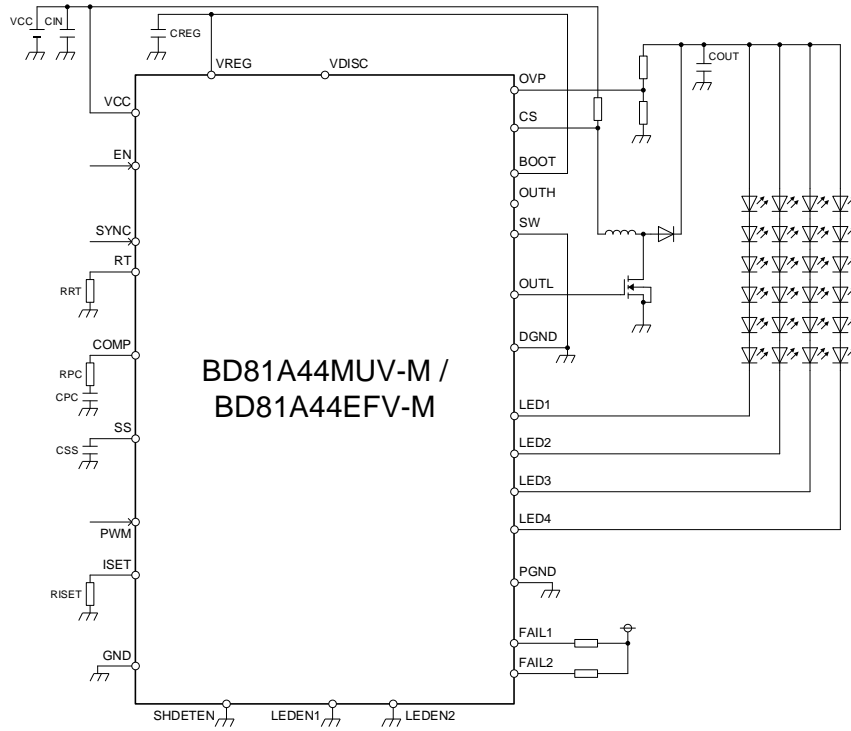 VCC
CIN
CREG
COUT
VREG
VDISC
OVP
VCC
CS
EN
BOOT
OUTH
SYNC
SW
RT
RRT
OUTL
COMP
DGND
RPC
CPC
BD81A44MUV-M /
BD81A44EFV-M
LED1
SS
CSS
LED2
LED3
LED4
PWM
ISET
RISET
PGND
FAIL1
GND
FAIL2
SHDETEN
LEDEN1
LEDEN2